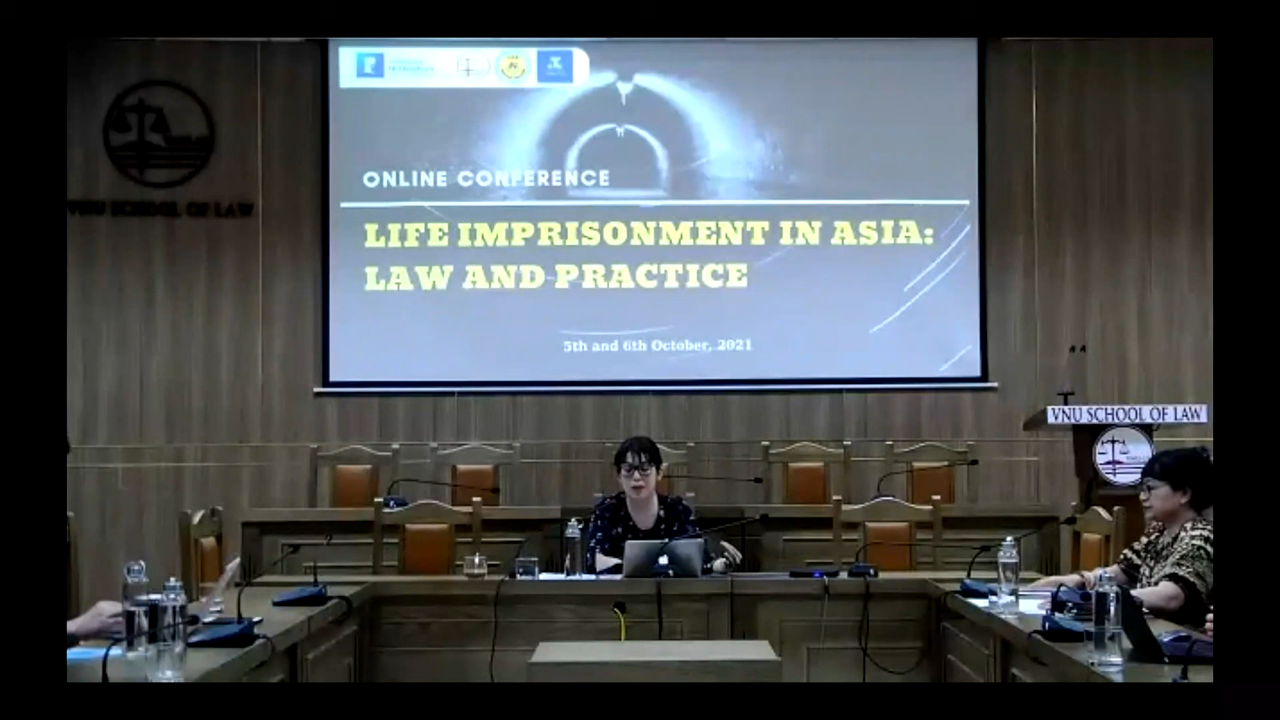 ONLINE CONFERENCE
LIFE IMPRISONMENT IN ASIA:
LAW AND PRACTICE
5th and 6th October, 2021
VNU SCHOOL OF LAW
VNU SCHOOL OF LAW